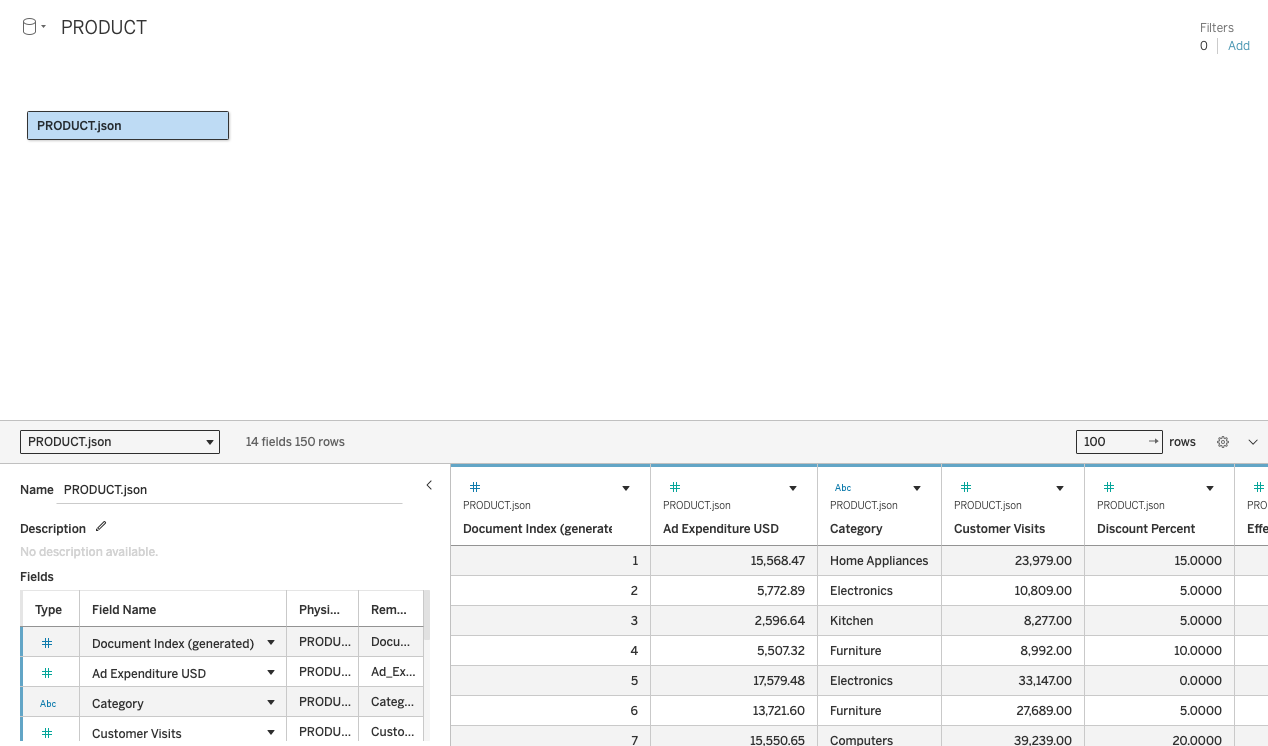 PRODUCT
Filters
0 Add
PRODUCT.json
PRODUCT.json 14 fields 150 rows 100 rows
Name PRODUCT.json
Description
No description available.
Fields
Type Field Name Physi... Rem...
# Document Index (generated) PRODU... Docu...
# Ad Expenditure USD PRODU... Ad_Ex...
Abc Category PRODU... Categ...
# Customer Visits PRODU... Custo...
# # Abc # # #
PRODUCT.json PRODUCT.json PRODUCT.json PRODUCT.json PRODUCT.json PRO
Document Index (generate Ad Expenditure USD Category Customer Visits Discount Percent Effe
1 15,568.47 Home Appliances 23,979.00 15.0000
2 5,772.89 Electronics 10,809.00 5.0000
3 2,596.64 Kitchen 8,277.00 5.0000
4 5,507.32 Furniture 8,992.00 10.0000
5 17,579.48 Electronics 33,147.00 0.0000
6 13,721.60 Furniture 27,689.00 5.0000
7 15,550.65 Computers 39,239.00 20.0000